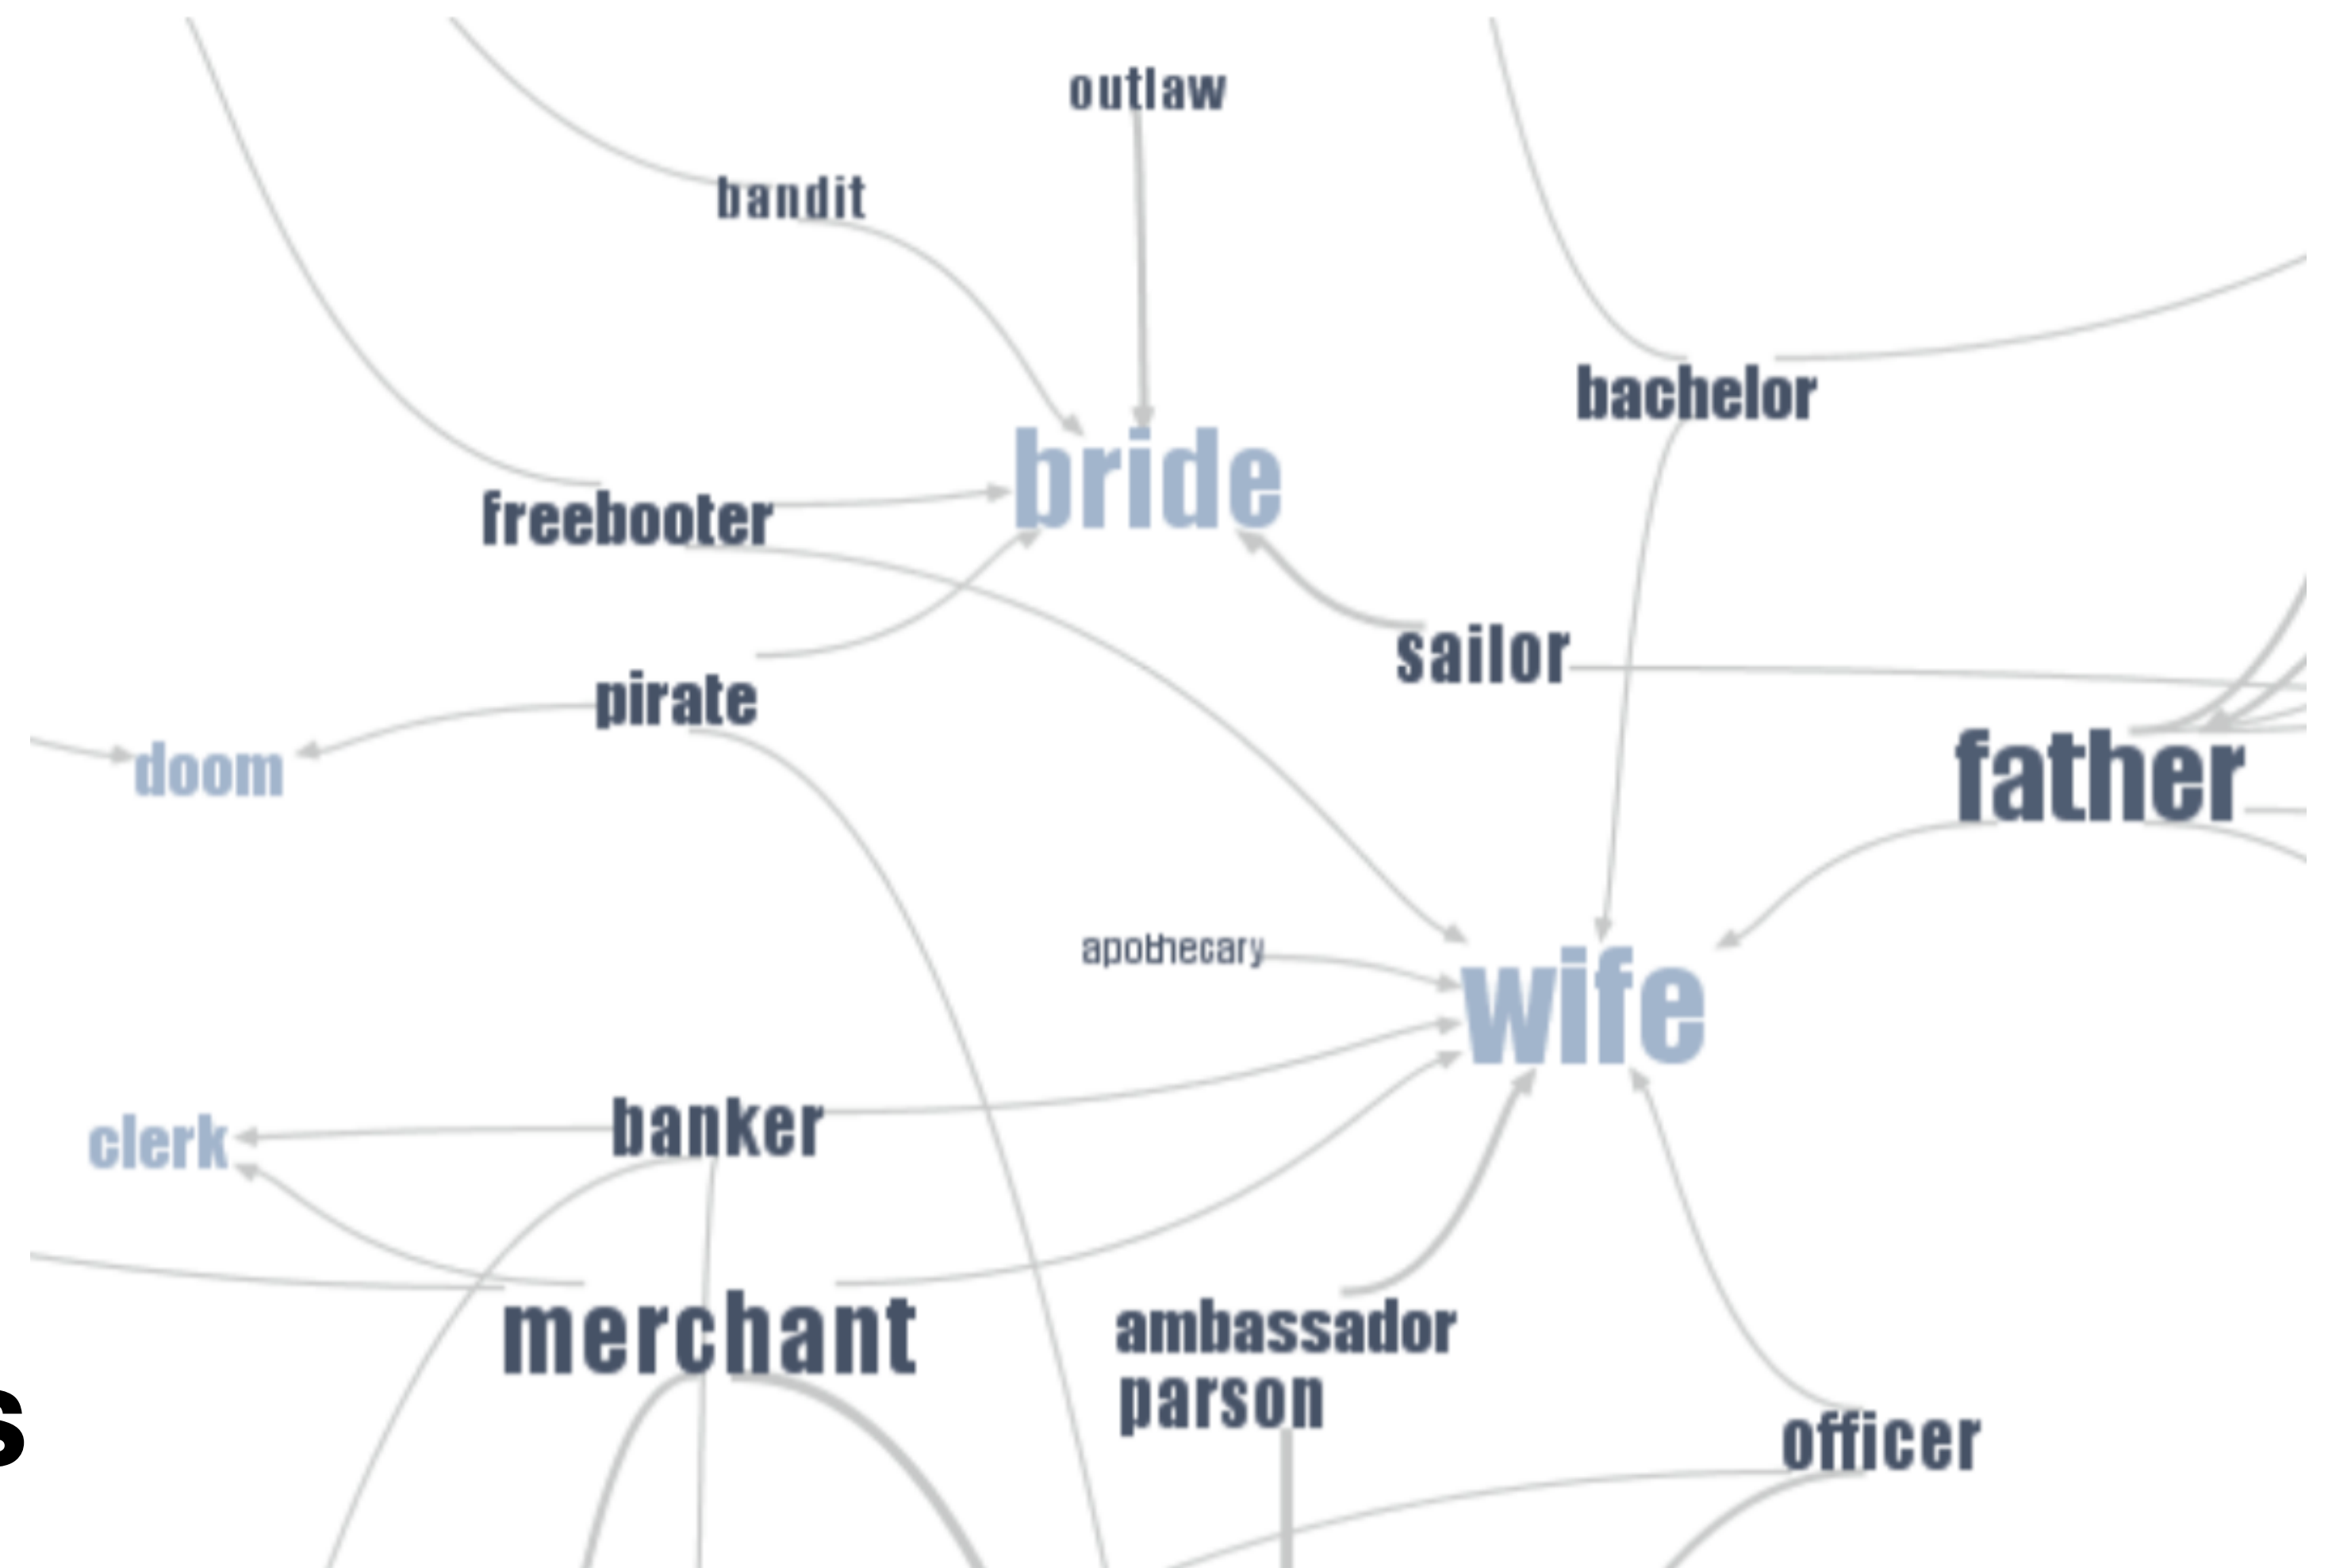 outlaw
bandit
bachelor
bride
freebooter
sailor
pirate
doom
father
apothecary
wife
banker
clerk
merchant
ambassador
parson
officer
s